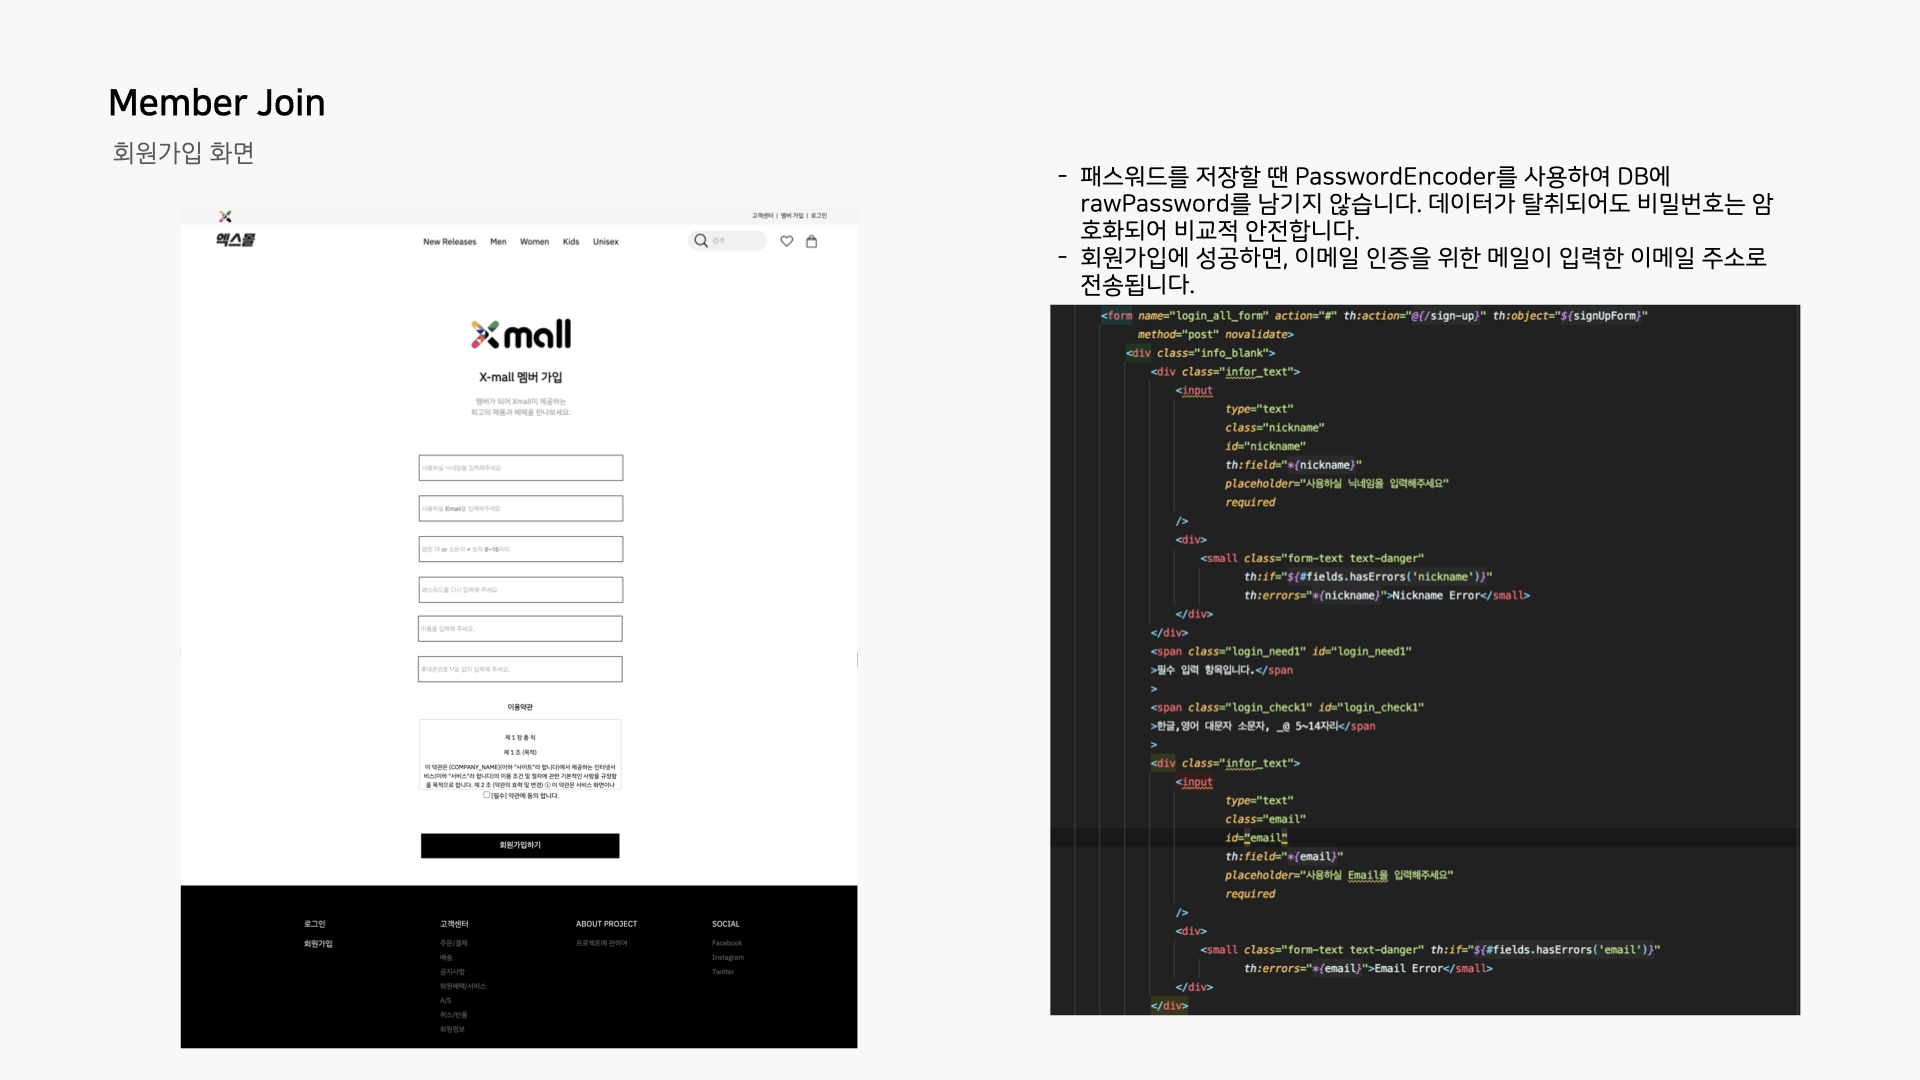 Member Join
회원가입 화면
- 패스워드를 저장할 땐 PasswordEncoder를 사용하여 DB에
rawPassword를 남기지 않습니다. 데이터가 탈취되어도 비밀번호는 암
호화되어 비교적 안전합니다.
- 회원가입에 성공하면, 이메일 인증을 위한 메일이 입력한 이메일 주소로
전송됩니다.
고객센터 | 멤버 가입 | 로그인
엑스몰
New Releases Men Women Kids Unisex
검색
Xmall
X-mall 멤버 가입
멤버가 되어 Xmall이 제공하는
최고의 제품과 혜택을 만나보세요.
사용하실 닉네임을 입력해주세요
사용하실 Email을 입력해주세요
영문 대 or 소문자 + 숫자 8~16자리
패스워드를 다시 입력해 주세요
이름을 입력해 주세요.
휴대폰번호 '-'로 없이 입력해 주세요.
이용약관
제 1 장 총 칙
제 1 조 (목적)
이 약관은 {COMPANY_NAME}(이하 "사이트"라 합니다)에서 제공하는 인터넷서
비스(이하 "서비스"라 합니다)의 이용 조건 및 절차에 관한 기본적인 사항을 규정함
을 목적으로 합니다. 제 2 조 (약관의 효력 및 변경) ① 이 약관은 서비스 화면이나
[필수] 약관에 동의 합니다.
회원가입하기
로그인
회원가입
고객센터
주문/결제
배송
공지사항
회원혜택/서비스
A/S
취소/반품
회원정보
ABOUT PROJECT
프로젝트에 관하여
SOCIAL
Facebook
Instagram
Twitter
<form name="login_all_form" action="#" th:action="@{/sign-up}" th:object="${signUpForm}"
method="post" novalidate>
<div class="info_blank">
<div class="infor_text">
<input
type="text"
class="nickname"
id="nickname"
th:field="*{nickname}"
placeholder="사용하실 닉네임을 입력해주세요"
required
/>
<div>
<small class="form-text text-danger"
th:if="${#fields.hasErrors('nickname')}"
th:errors="*{nickname}">Nickname Error</small>
</div>
</div>
<span class="login_need1" id="login_need1"
>필수 입력 항목입니다.</span
>
<span class="login_check1" id="login_check1"
>한글,영어 대문자 소문자, _@ 5~14자리</span
>
<div class="infor_text">
<input
type="text"
class="email"
id="email"
th:field="*{email}"
placeholder="사용하실 Email을 입력해주세요"
required
/>
<div>
<small class="form-text text-danger" th:if="${#fields.hasErrors('email')}"
th:errors="*{email}">Email Error</small>
</div>
</div>